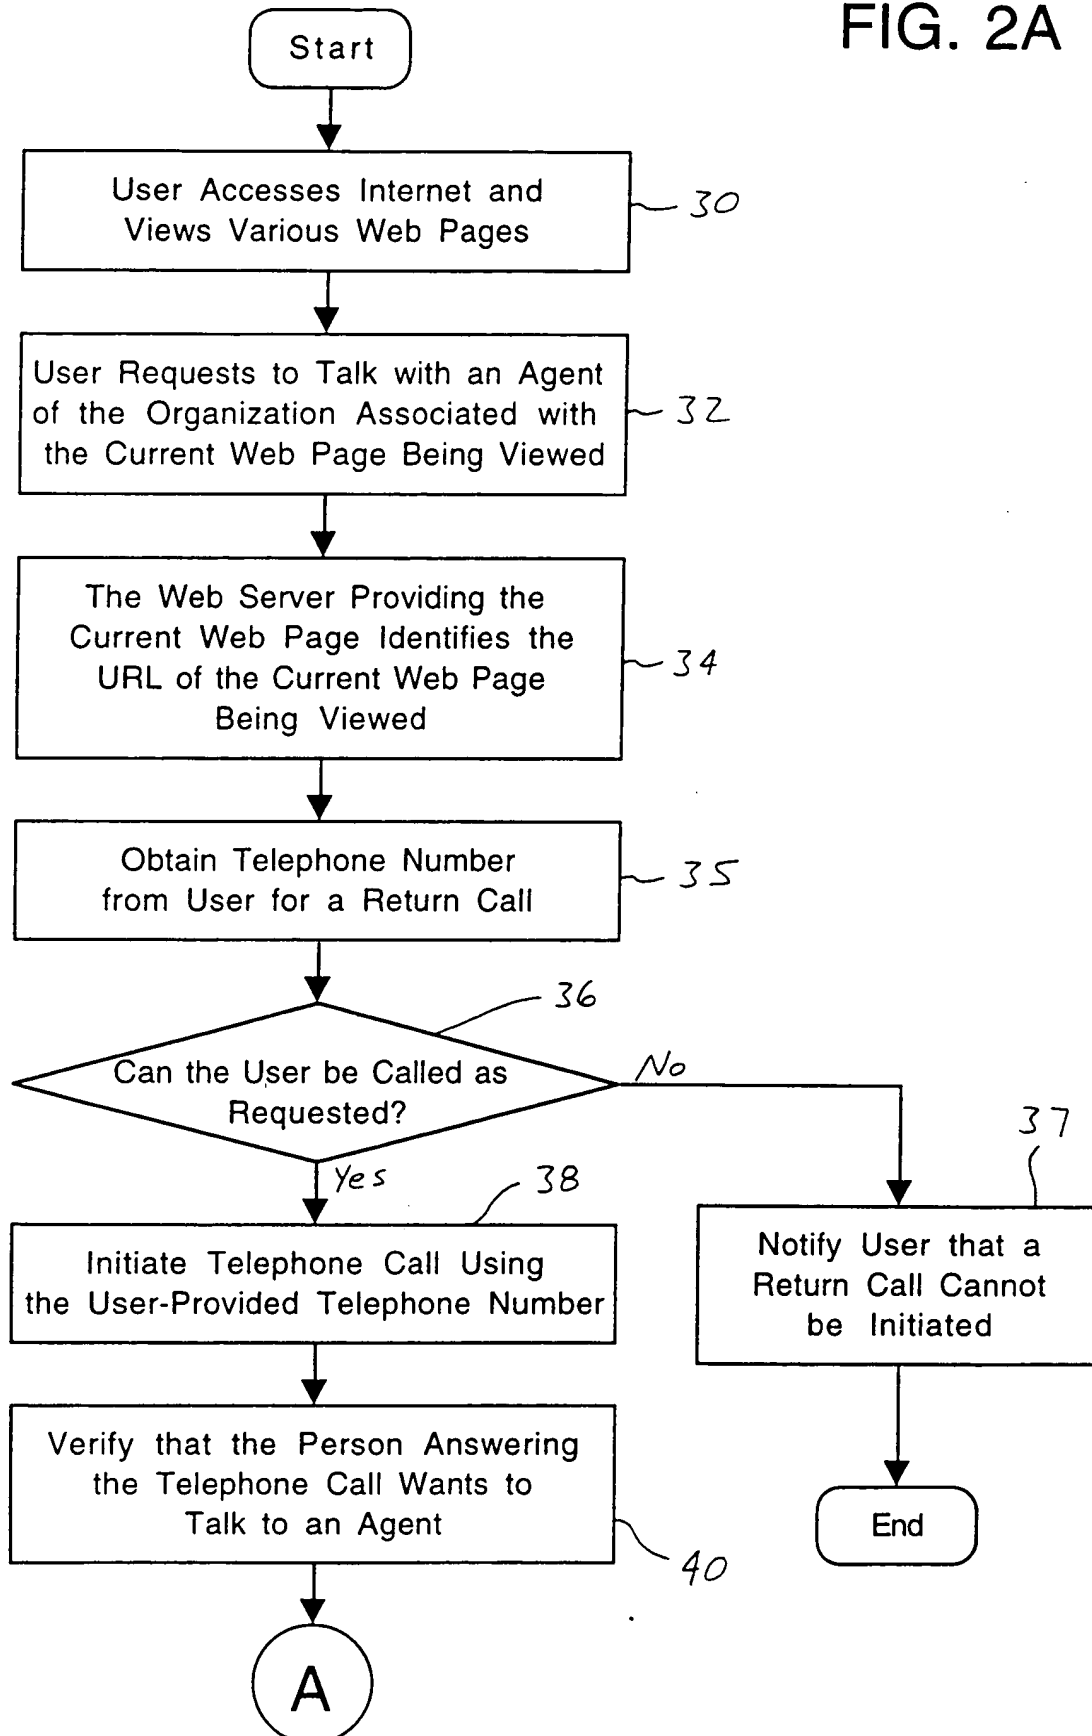 FIG. 2A
Start
User Accesses Internet and
Views Various Web Pages
30
User Requests to Talk with an Agent
of the Organization Associated with
the Current Web Page Being Viewed
32
The Web Server Providing the
Current Web Page Identifies the
URL of the Current Web Page
Being Viewed
34
Obtain Telephone Number
from User for a Return Call
35
36
Can the User be Called as
Requested?
No
Yes
37
38
Initiate Telephone Call Using
the User-Provided Telephone Number
Notify User that a
Return Call Cannot
be Initiated
Verify that the Person Answering
the Telephone Call Wants to
Talk to an Agent
40
End
A